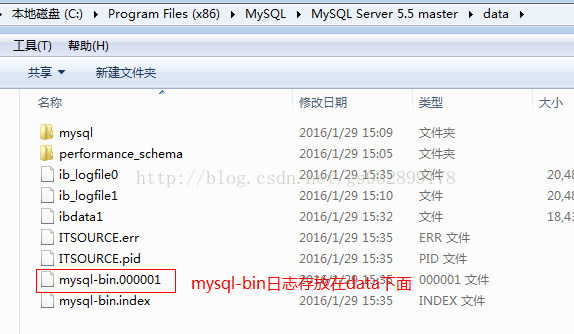 本地磁盘 (C:) ▸ Program Files (x86) ▸ MySQL ▸ MySQL Server 5.5 master ▸ data ▸
工具(T) 帮助(H)
共享 新建文件夹
名称 修改日期 类型 大小
mysql 2016/1/29 15:09 文件夹
performance_schema 2016/1/29 15:05 文件夹
ib_logfile0 2016/1/29 15:35 文件 20,48
ib_logfile1 2016/1/29 15:10 文件 20,48
ibdata1 2016/1/29 15:32 文件 18,43
ITSOURCE.err 2016/1/29 15:35 ERR 文件
ITSOURCE.pid 2016/1/29 15:35 PID 文件
mysql-bin.000001 2016/1/29 15:35 000001 文件
mysql-bin日志存放在data下面
mysql-bin.index 2016/1/29 15:35 INDEX 文件